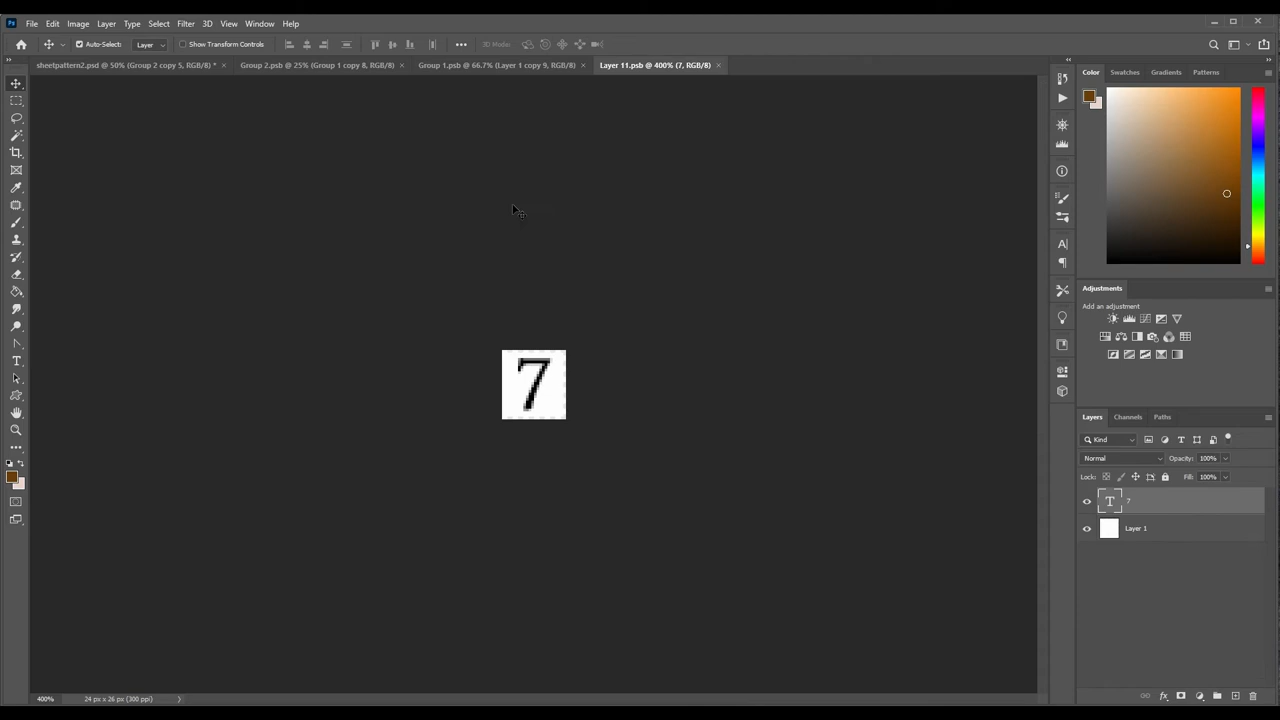 Ps File Edit Image Layer Type Select Filter 3D View Window Help
Auto-Select: Layer Show Transform Controls 3D Mode:
sheetpattern2.psd @ 50% (Group 2 copy 5, RGB/8) * × Group 2.psb @ 25% (Group 1 copy 8, RGB/8) × Group 1.psb @ 66.7% (Layer 1 copy 9, RGB/8) × Layer 11.psb @ 400% (7, RGB/8) ×
Color Swatches Gradients Patterns
Adjustments
Add an adjustment
7
Layers Channels Paths
Kind
Normal Opacity: 100%
Lock: Fill: 100%
T 7
Layer 1
400% 24 px x 26 px (300 ppi)